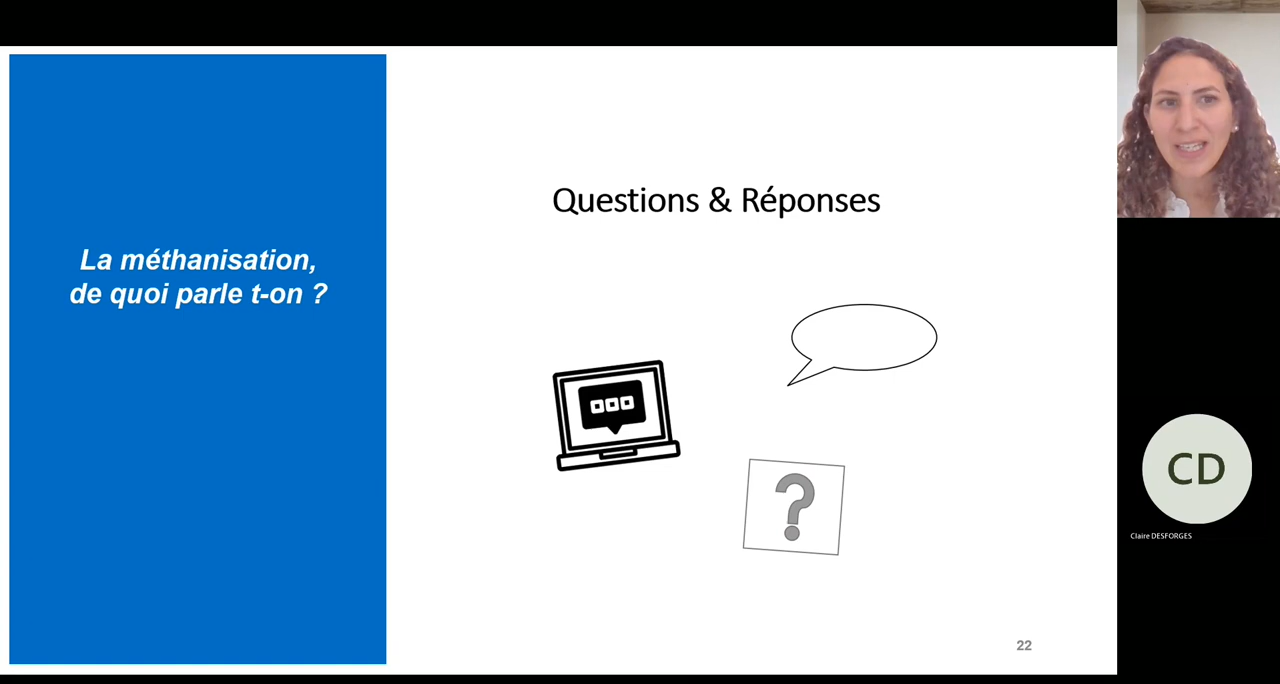 La méthanisation,
de quoi parle t-on ?
Questions & Réponses
22
CD
Claire DESFORGES